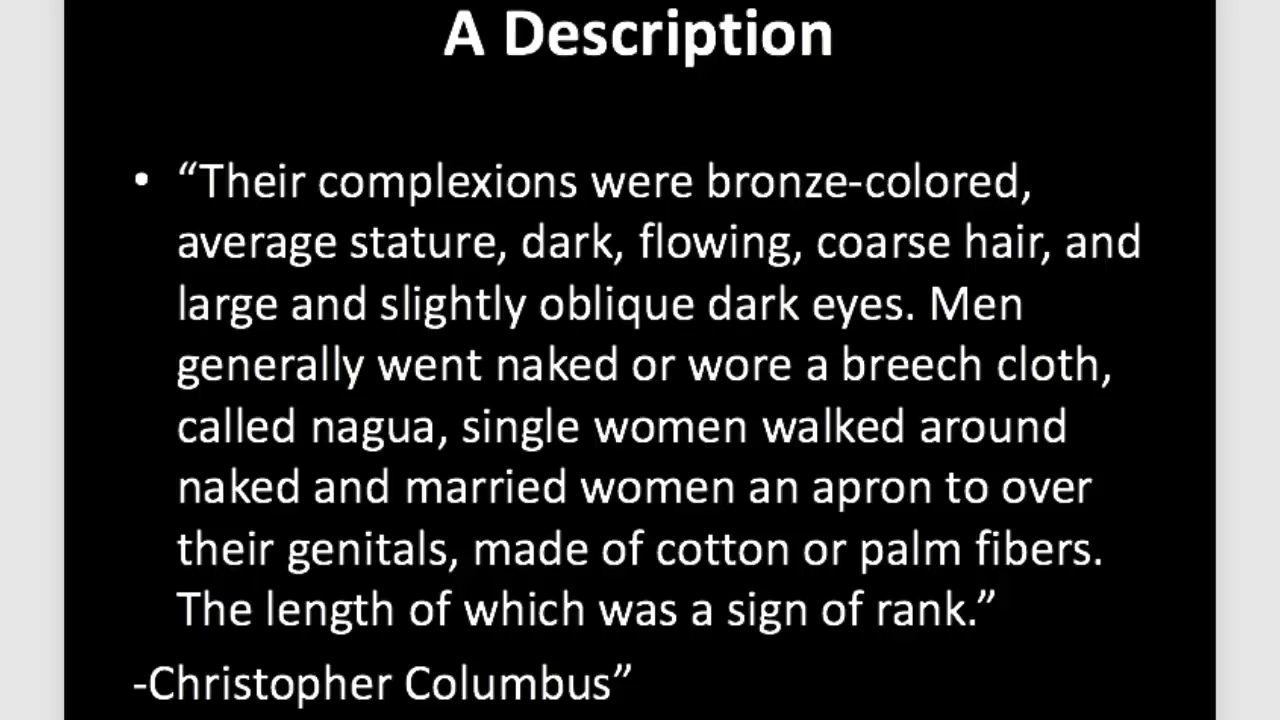 A Description
• “Their complexions were bronze-colored,
average stature, dark, flowing, coarse hair, and
large and slightly oblique dark eyes. Men
generally went naked or wore a breech cloth,
called nagua, single women walked around
naked and married women an apron to over
their genitals, made of cotton or palm fibers.
The length of which was a sign of rank.”
-Christopher Columbus”